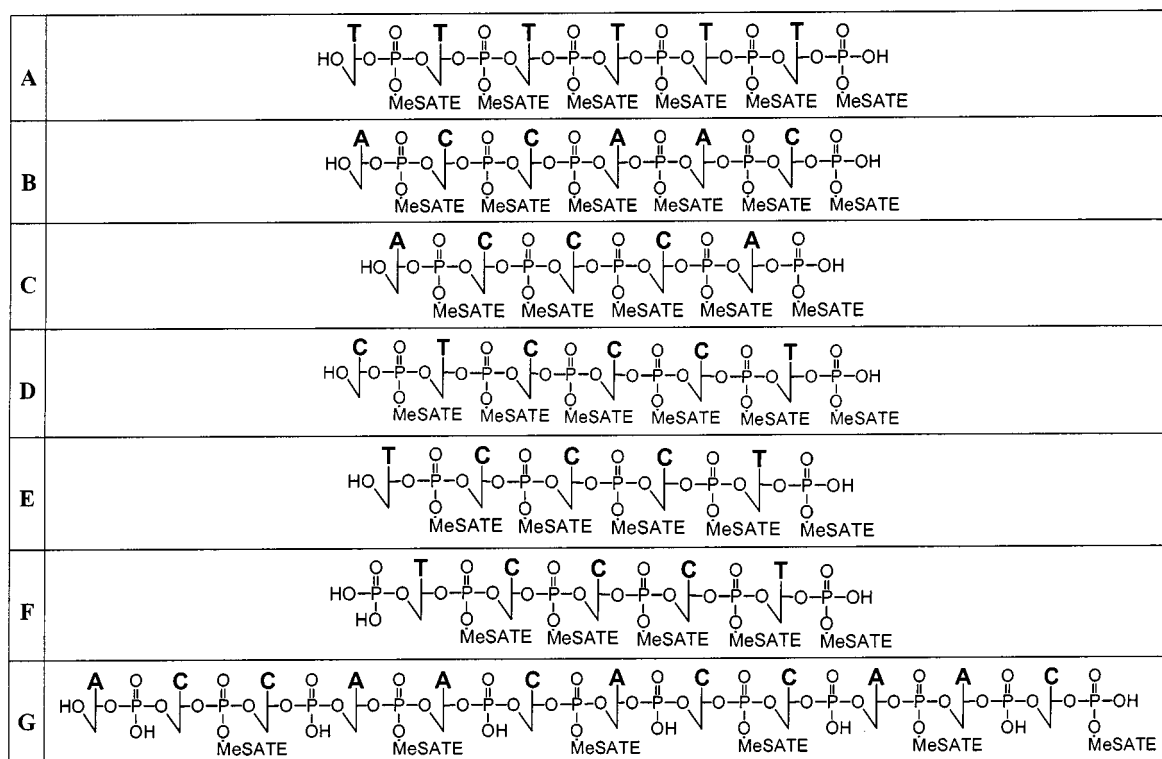 T O T O T O T O T O T O
A HO O-P-O O-P-O O-P-O O-P-O O-P-O O-P-OH
O O O O O O
MeSATE MeSATE MeSATE MeSATE MeSATE MeSATE
A O C O C O A O A O C O
B HO O-P-O O-P-O O-P-O O-P-O O-P-O O-P-OH
O O O O O O
MeSATE MeSATE MeSATE MeSATE MeSATE MeSATE
A O C O C O C O A O
C HO O-P-O O-P-O O-P-O O-P-O O-P-OH
O O O O O
MeSATE MeSATE MeSATE MeSATE MeSATE
C O T O C O C O C O T O
D HO O-P-O O-P-O O-P-O O-P-O O-P-O O-P-OH
O O O O O O
MeSATE MeSATE MeSATE MeSATE MeSATE MeSATE
T O C O C O C O T O
E HO O-P-O O-P-O O-P-O O-P-O O-P-OH
O O O O O
MeSATE MeSATE MeSATE MeSATE MeSATE
O T O C O C O C O T O
F HO-P-O O-P-O O-P-O O-P-O O-P-O O-P-OH
HO O O O O O
MeSATE MeSATE MeSATE MeSATE MeSATE
A O C O C O A O A O C O A O C O C O A O A O C O
G HO O-P-O O-P-O O-P-O O-P-O O-P-O O-P-O O-P-O O-P-O O-P-O O-P-O O-P-O O-P-OH
OH O OH O OH O OH O OH O OH O
MeSATE MeSATE MeSATE MeSATE MeSATE MeSATE